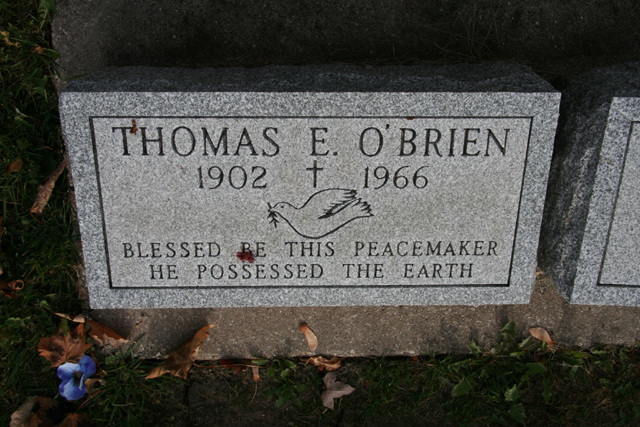 THOMAS E. O'BRIEN
1902 1966
BLESSED BE THIS PEACEMAKER
HE POSSESSED THE EARTH